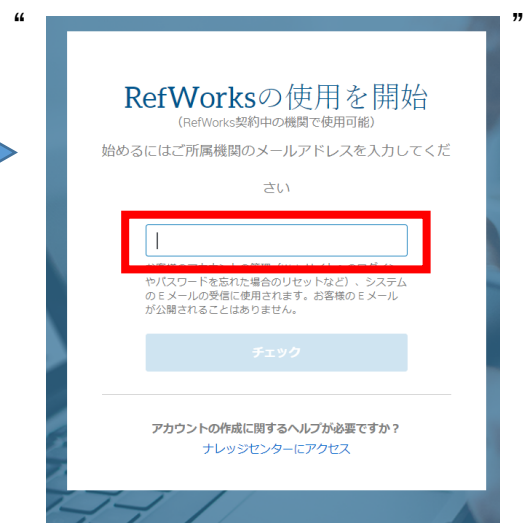 “ ”
RefWorksの使用を開始
（RefWorks契約中の機関で使用可能）
始めるにはご所属機関のメールアドレスを入力してくだ
さい
やパスワードを忘れた場合のリセットなど）、システム
のEメールの受信に使用されます。お客様のEメール
が公開されることはありません。
チェック
アカウントの作成に関するヘルプが必要ですか？
ナレッジセンターにアクセス